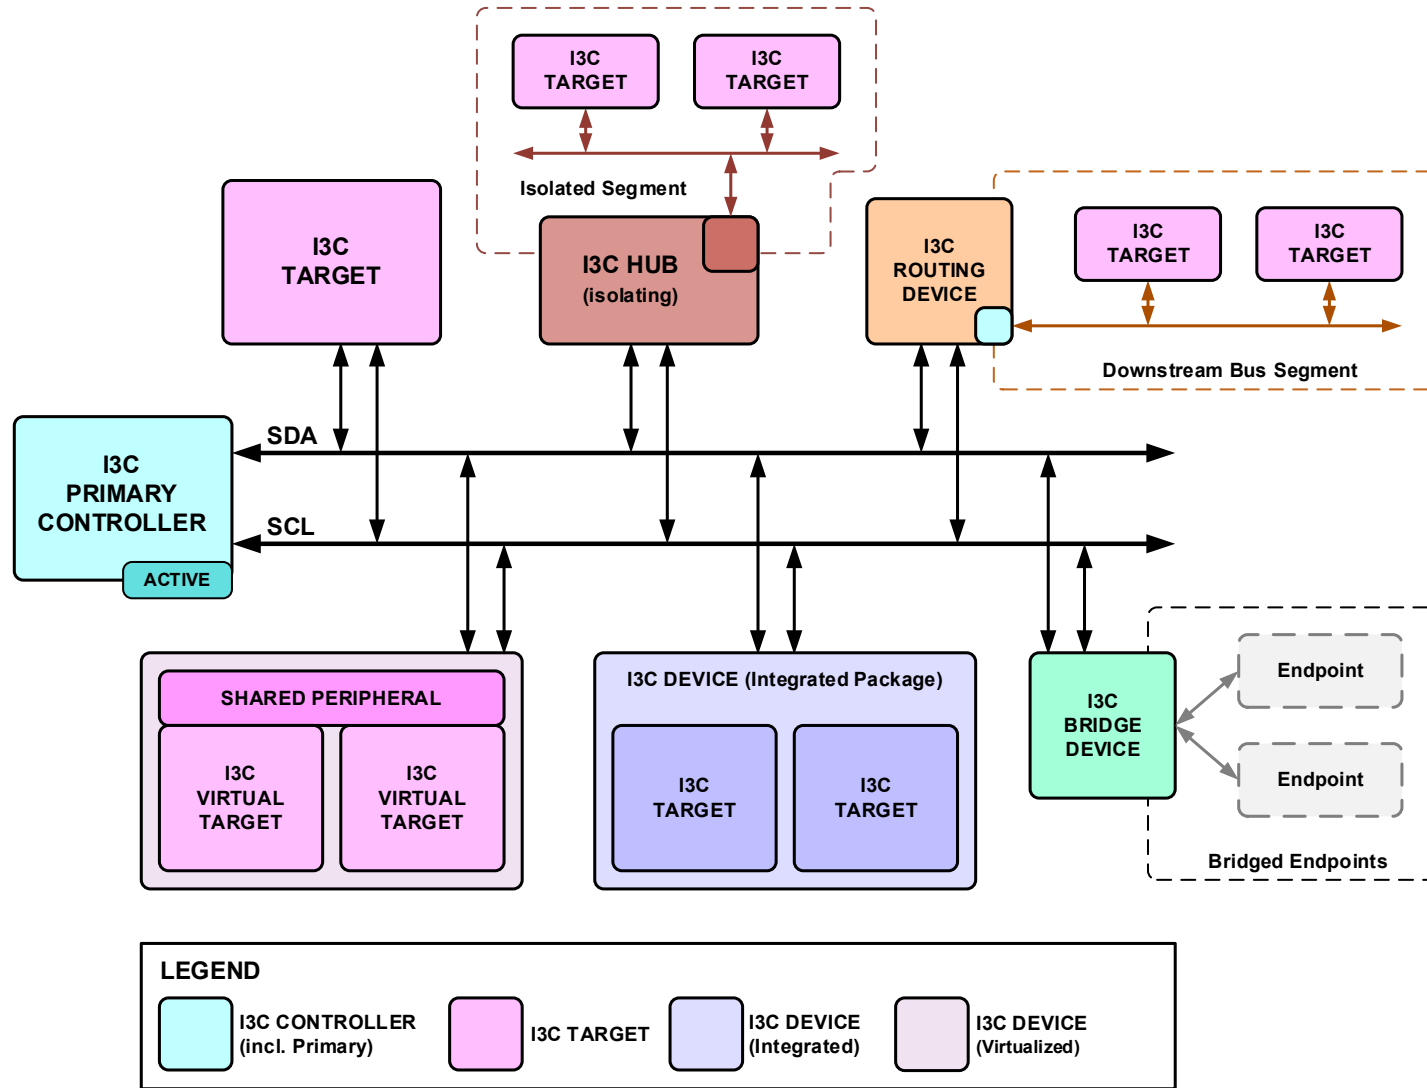 I3C
TARGET
I3C
TARGET
Isolated Segment
I3C
TARGET
I3C HUB
(isolating)
I3C
ROUTING
DEVICE
I3C
TARGET
I3C
TARGET
Downstream Bus Segment
I3C
PRIMARY
CONTROLLER
ACTIVE
SDA
SCL
SHARED PERIPHERAL
I3C
VIRTUAL
TARGET
I3C
VIRTUAL
TARGET
I3C DEVICE (Integrated Package)
I3C
TARGET
I3C
TARGET
I3C
BRIDGE
DEVICE
Endpoint
Endpoint
Bridged Endpoints
LEGEND
I3C CONTROLLER
(incl. Primary)
I3C TARGET
I3C DEVICE
(Integrated)
I3C DEVICE
(Virtualized)